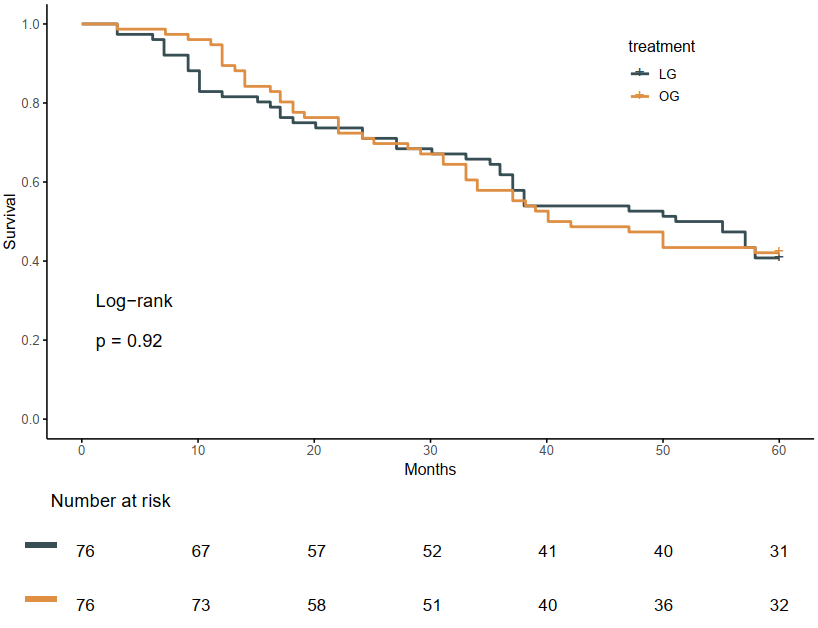 1.0
0.8
0.6
0.4
0.2
0.0
Survival
treatment
LG
OG
Log−rank
p = 0.92
0 10 20 30 40 50 60
Months
Number at risk
76 67 57 52 41 40 31
76 73 58 51 40 36 32